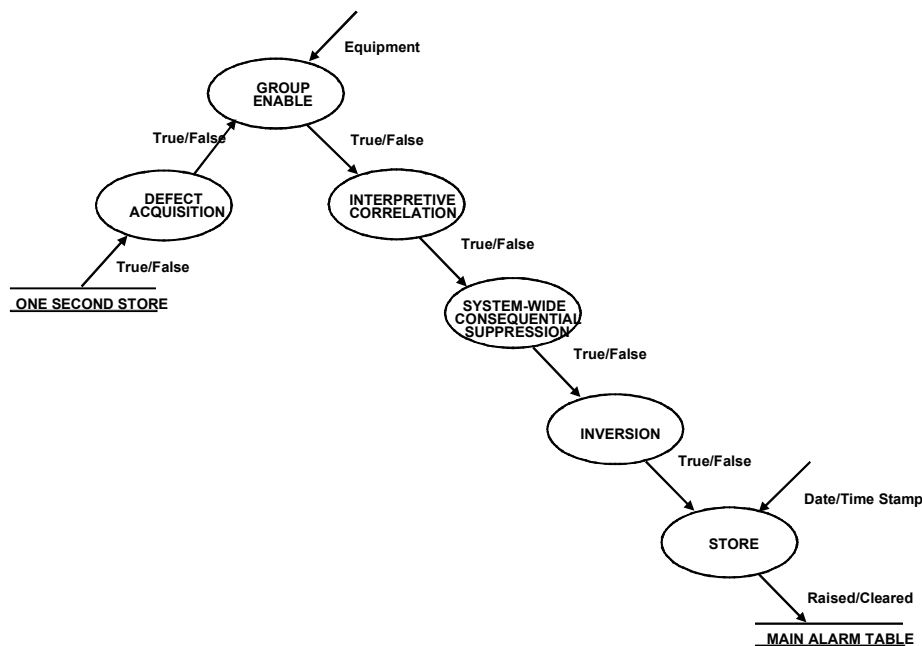 Equipment
GROUP
ENABLE
True/False
True/False
DEFECT
ACQUISITION
INTERPRETIVE
CORRELATION
True/False
True/False
ONE SECOND STORE
SYSTEM-WIDE
CONSEQUENTIAL
SUPPRESSION
True/False
INVERSION
True/False
Date/Time Stamp
STORE
Raised/Cleared
MAIN ALARM TABLE